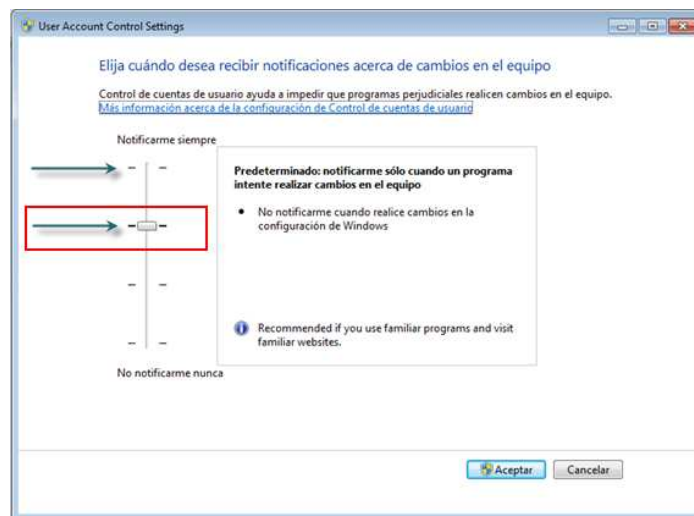 User Account Control Settings
Elija cuándo desea recibir notificaciones acerca de cambios en el equipo
Control de cuentas de usuario ayuda a impedir que programas perjudiciales realicen cambios en el equipo.
Más información acerca de la configuración de Control de cuentas de usuario
Notificarme siempre
Predeterminado: notificarme sólo cuando un programa
intente realizar cambios en el equipo
No notificarme cuando realice cambios en la
configuración de Windows
Recommended if you use familiar programs and visit
familiar websites.
No notificarme nunca
Aceptar
Cancelar